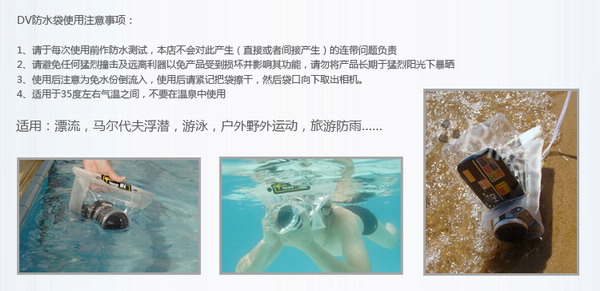 DV防水袋使用注意事项：
1、请于每次使用前作防水测试，本店不会对此产生（直接或者间接产生）的连带问题负责
2、请避免任何猛烈撞击及远离利器以免产品受到损坏并影响其功能，请勿将产品长期于猛烈阳光下暴晒
3、使用后注意为免水份倒流入，使用后请紧记把袋擦干，然后袋口向下取出相机。
4、适用于35度左右气温之间，不要在温泉中使用
适用：漂流，马尔代夫浮潜，游泳，户外野外运动，旅游防雨......